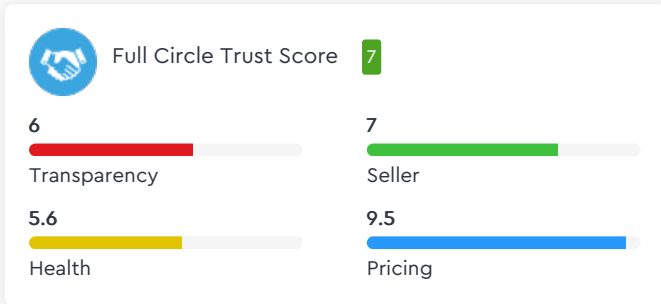 Full Circle Trust Score 7
6
Transparency
7
Seller
5.6
Health
9.5
Pricing